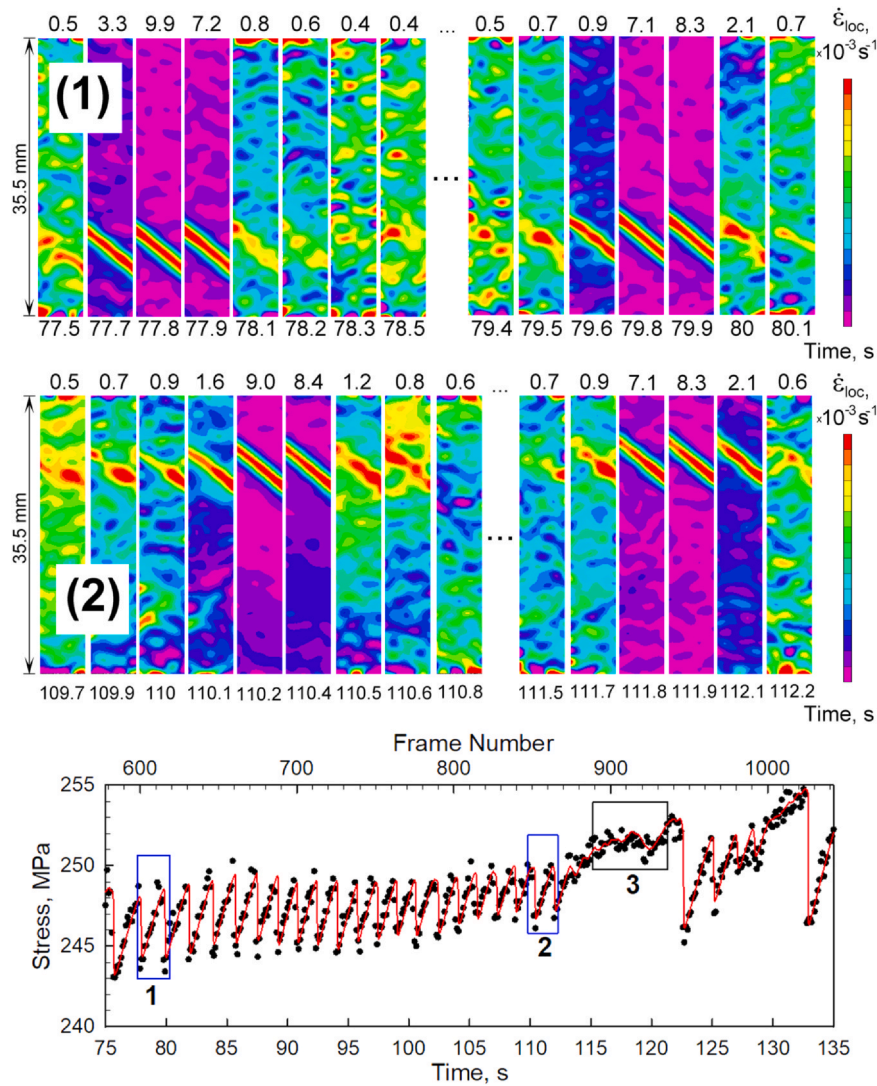 0.5 3.3 9.9 7.2 0.8 0.6 0.4 0.4 ... 0.5 0.7 0.9 7.1 8.3 2.1 0.7 ε̇loc,
×10⁻³s⁻¹
(1)
35.5 mm
...
77.5 77.7 77.8 77.9 78.1 78.2 78.3 78.5 79.4 79.5 79.6 79.8 79.9 80 80.1
Time, s
0.5 0.7 0.9 1.6 9.0 8.4 1.2 0.8 0.6 ... 0.7 0.9 7.1 8.3 2.1 0.6 ε̇loc,
×10⁻³s⁻¹
35.5 mm
...
(2)
109.7 109.9 110 110.1 110.2 110.4 110.5 110.6 110.8 111.5 111.7 111.8 111.9 112.1 112.2
Time, s
Frame Number
600 700 800 900 1000
255
250
245
240
Stress, MPa
1
2
3
75 80 85 90 95 100 105 110 115 120 125 130 135
Time, s